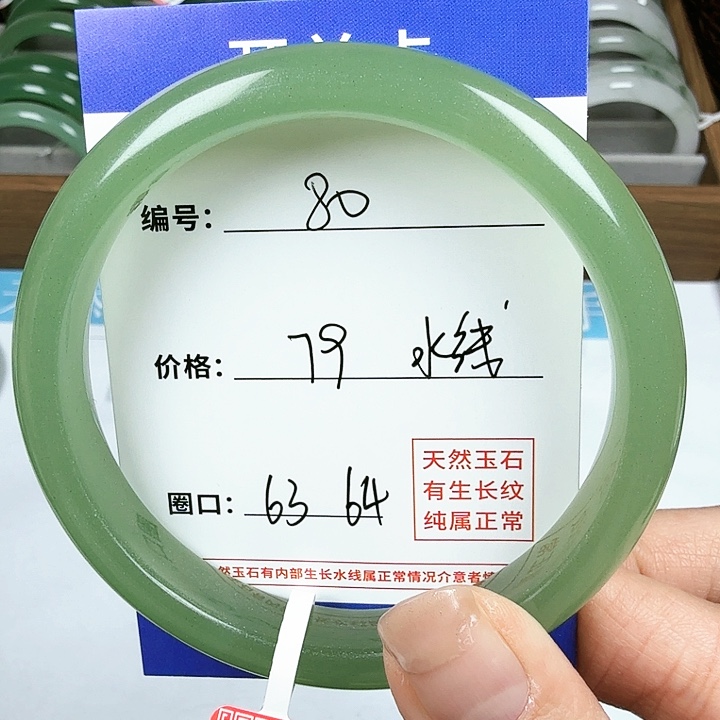 编号： 80
价格： 79 水线
圈口： 63 64
天然玉石
有生长纹
纯属正常
然玉石有内部生长水线属正常情况介意者慎